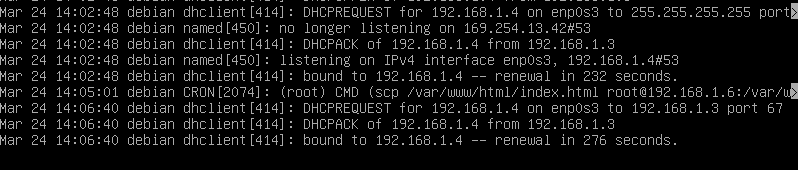 Mar 24 14:02:48 debian dhclient[414]: DHCPREQUEST for 192.168.1.4 on enp0s3 to 255.255.255.255 port>
Mar 24 14:02:48 debian named[450]: no longer listening on 169.254.13.42#53
Mar 24 14:02:48 debian dhclient[414]: DHCPACK of 192.168.1.4 from 192.168.1.3
Mar 24 14:02:48 debian named[450]: listening on IPv4 interface enp0s3, 192.168.1.4#53
Mar 24 14:02:48 debian dhclient[414]: bound to 192.168.1.4 -- renewal in 232 seconds.
Mar 24 14:05:01 debian CRON[2074]: (root) CMD (scp /var/www/html/index.html root@192.168.1.6:/var/w>
Mar 24 14:06:40 debian dhclient[414]: DHCPREQUEST for 192.168.1.4 on enp0s3 to 192.168.1.3 port 67
Mar 24 14:06:40 debian dhclient[414]: DHCPACK of 192.168.1.4 from 192.168.1.3
Mar 24 14:06:40 debian dhclient[414]: bound to 192.168.1.4 -- renewal in 276 seconds.